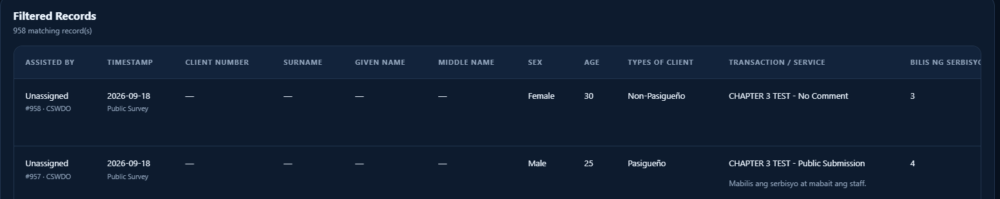 Filtered Records
958 matching record(s)
ASSISTED BY TIMESTAMP CLIENT NUMBER SURNAME GIVEN NAME MIDDLE NAME SEX AGE TYPES OF CLIENT TRANSACTION / SERVICE BILIS NG SERBISYO
Unassigned 2026-09-18 — — — — Female 30 Non-Pasigueño CHAPTER 3 TEST - No Comment 3
#958 · CSWDO Public Survey
Unassigned 2026-09-18 — — — — Male 25 Pasigueño CHAPTER 3 TEST - Public Submission 4
#957 · CSWDO Public Survey
Mabilis ang serbisyo at mabait ang staff.